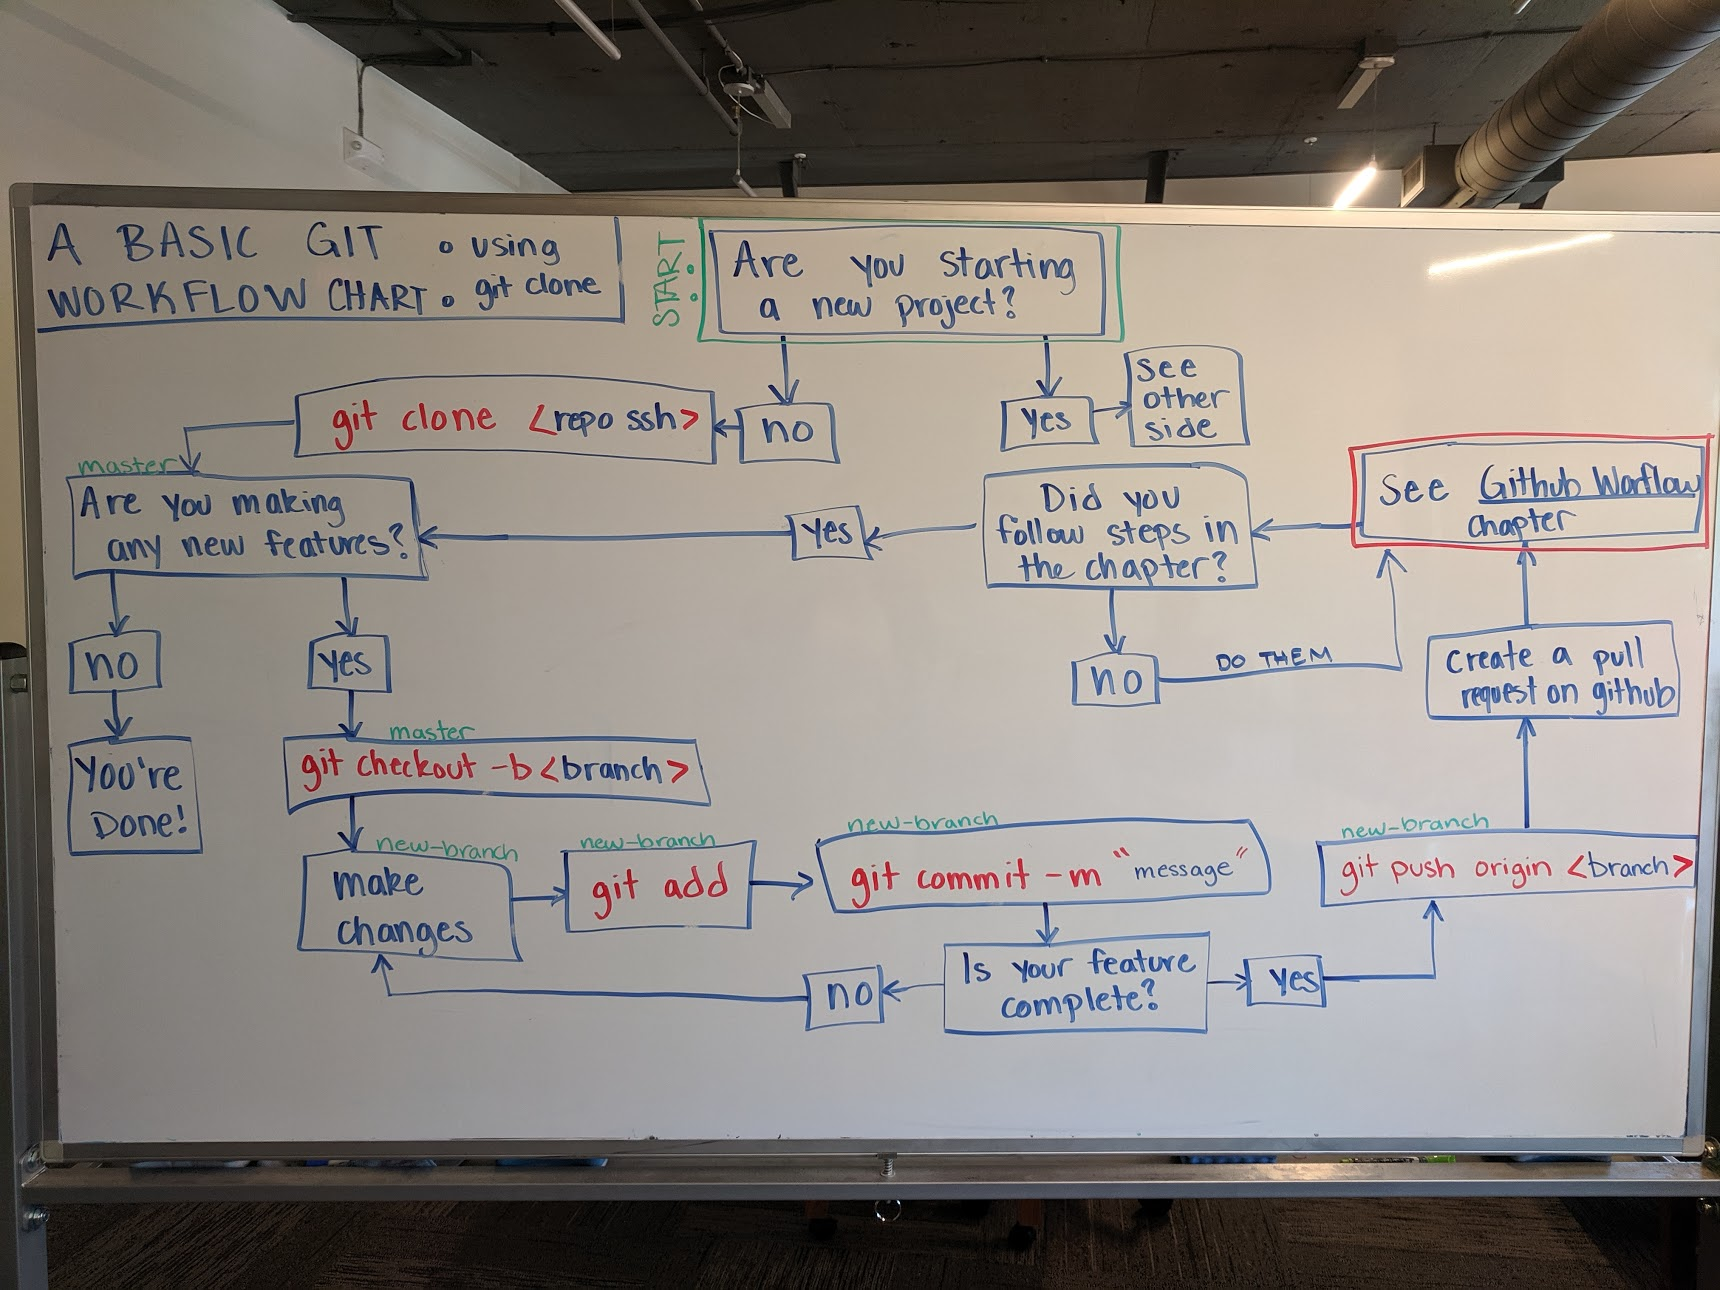 A BASIC GIT • using
WORKFLOW CHART • git clone
START:
Are you starting
a new project?
no
yes
see
other
side
git clone <repo ssh>
master
Are you making
any new features?
yes
Did you
follow steps in
the chapter?
see Github Worflow
chapter
no
DO THEM
no
yes
You're
Done!
master
git checkout -b <branch>
new-branch
make
changes
new-branch
git add
new-branch
git commit -m "message"
Is your feature
complete?
no
yes
new-branch
git push origin <branch>
create a pull
request on github